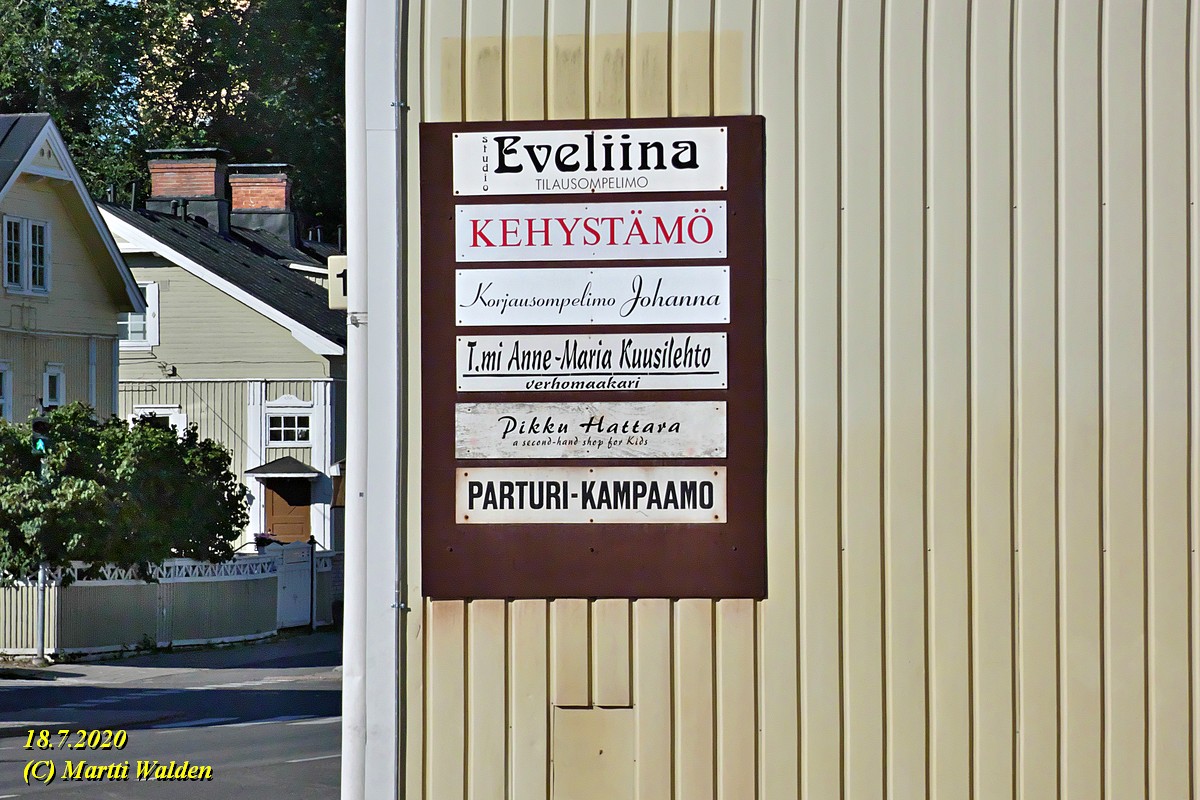 studio
Eveliina
TILAUSOMPELIMO
KEHYSTÄMÖ
Korjausompelimo Johanna
T.mi Anne-Maria Kuusilehto
verhomaakari
Pikku Hattara
a second-hand shop for Kids
PARTURI-KAMPAAMO
1
18.7.2020
(C) Martti Walden